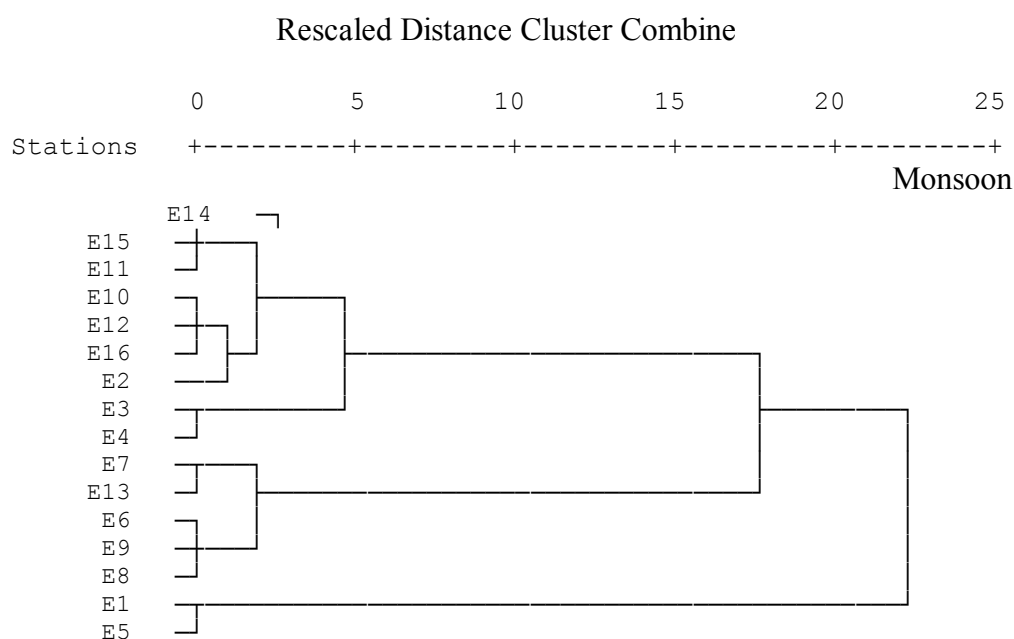 Rescaled Distance Cluster Combine
0 5 10 15 20 25
Stations +---------+---------+---------+---------+---------+
Monsoon
E14
E15
E11
E10
E12
E16
E2
E3
E4
E7
E13
E6
E9
E8
E1
E5